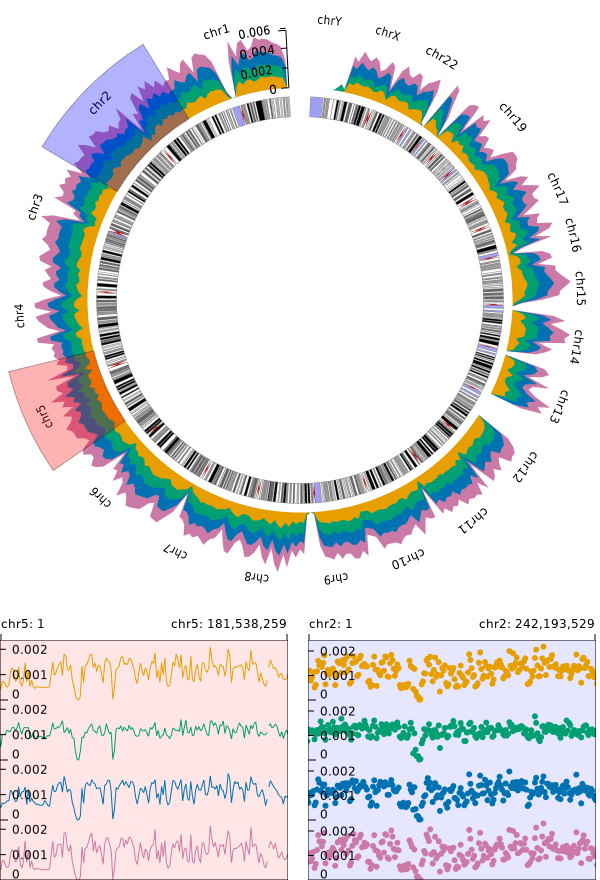 chr1
0.006
0.004
0.002
0
chrY
chrX
chr22
chr19
chr17
chr16
chr15
chr14
chr13
chr12
chr11
chr10
chr9
chr8
chr7
chr6
chr5
chr4
chr3
chr2
chr5: 1
chr5: 181,538,259
0.002
0.001
0
0.002
0.001
0
0.002
0.001
0
0.002
0.001
0
chr2: 1
chr2: 242,193,529
0.002
0.001
0
0.002
0.001
0
0.002
0.001
0
0.002
0.001
0